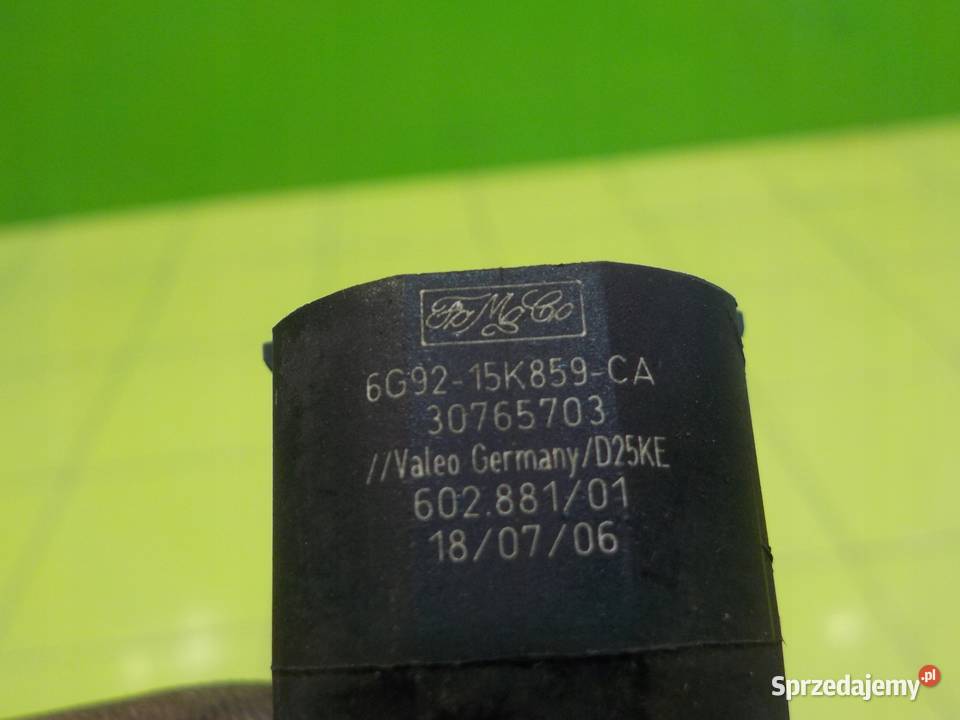 FoMoCo
6G92-15K859-CA
30765703
//Valeo Germany/D25KE
602.881/01
18/07/06
Sprzedajemy.pl